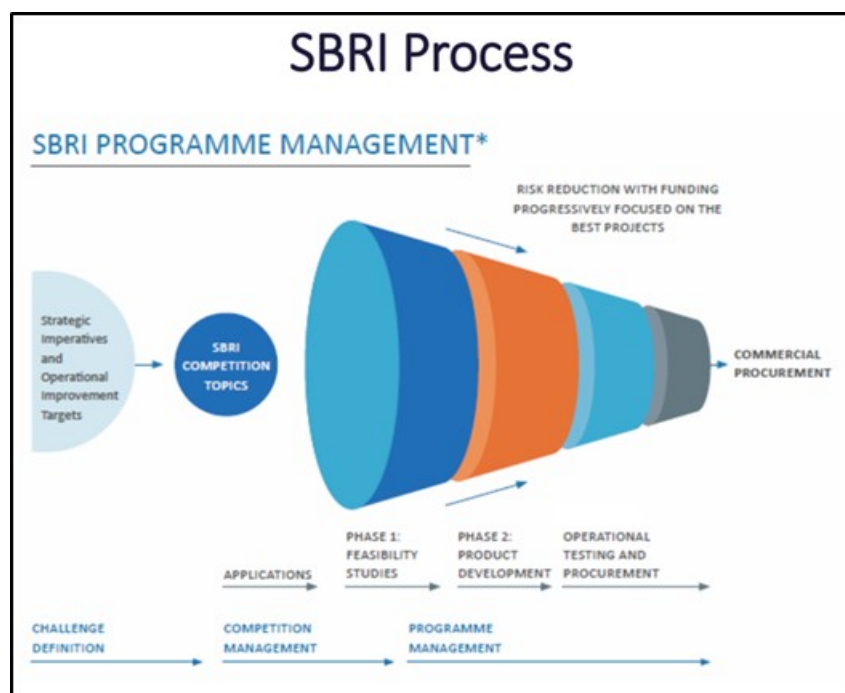 SBRI Process
SBRI PROGRAMME MANAGEMENT*
RISK REDUCTION WITH FUNDING
PROGRESSIVELY FOCUSED ON THE
BEST PROJECTS
Strategic
Imperatives
and
Operational
Improvement
Targets
SBRI
COMPETITION
TOPICS
COMMERCIAL
PROCUREMENT
APPLICATIONS
PHASE 1:
FEASIBILITY
STUDIES
PHASE 2:
PRODUCT
DEVELOPMENT
OPERATIONAL
TESTING AND
PROCUREMENT
CHALLENGE
DEFINITION
COMPETITION
MANAGEMENT
PROGRAMME
MANAGEMENT